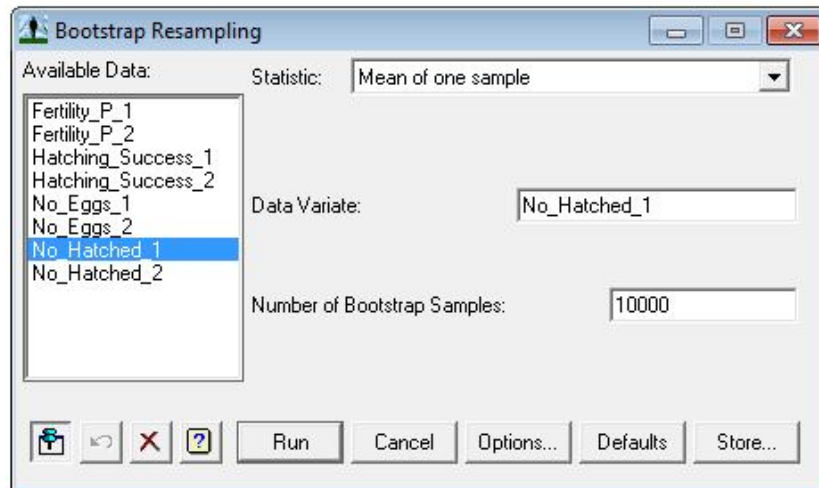 Bootstrap Resampling
Available Data:
Statistic:
Mean of one sample
Fertility_P_1
Fertility_P_2
Hatching_Success_1
Hatching_Success_2
No_Eggs_1
No_Eggs_2
No_Hatched_1
No_Hatched_2
Data Variate:
No_Hatched_1
Number of Bootstrap Samples:
10000
?
Run
Cancel
Options...
Defaults
Store...